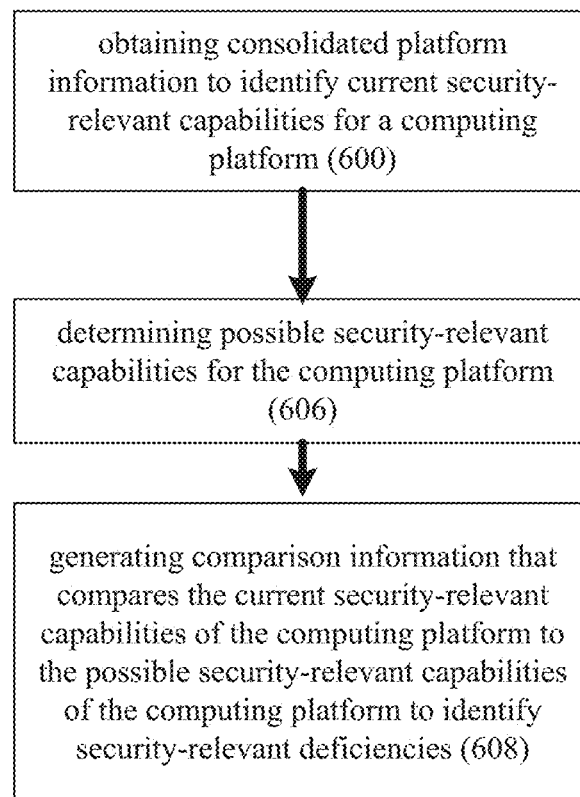 obtaining consolidated platform
information to identify current security-
relevant capabilities for a computing
platform (600)
determining possible security-relevant
capabilities for the computing platform
(606)
generating comparison information that
compares the current security-relevant
capabilities of the computing platform to
the possible security-relevant capabilities
of the computing platform to identify
security-relevant deficiencies (608)